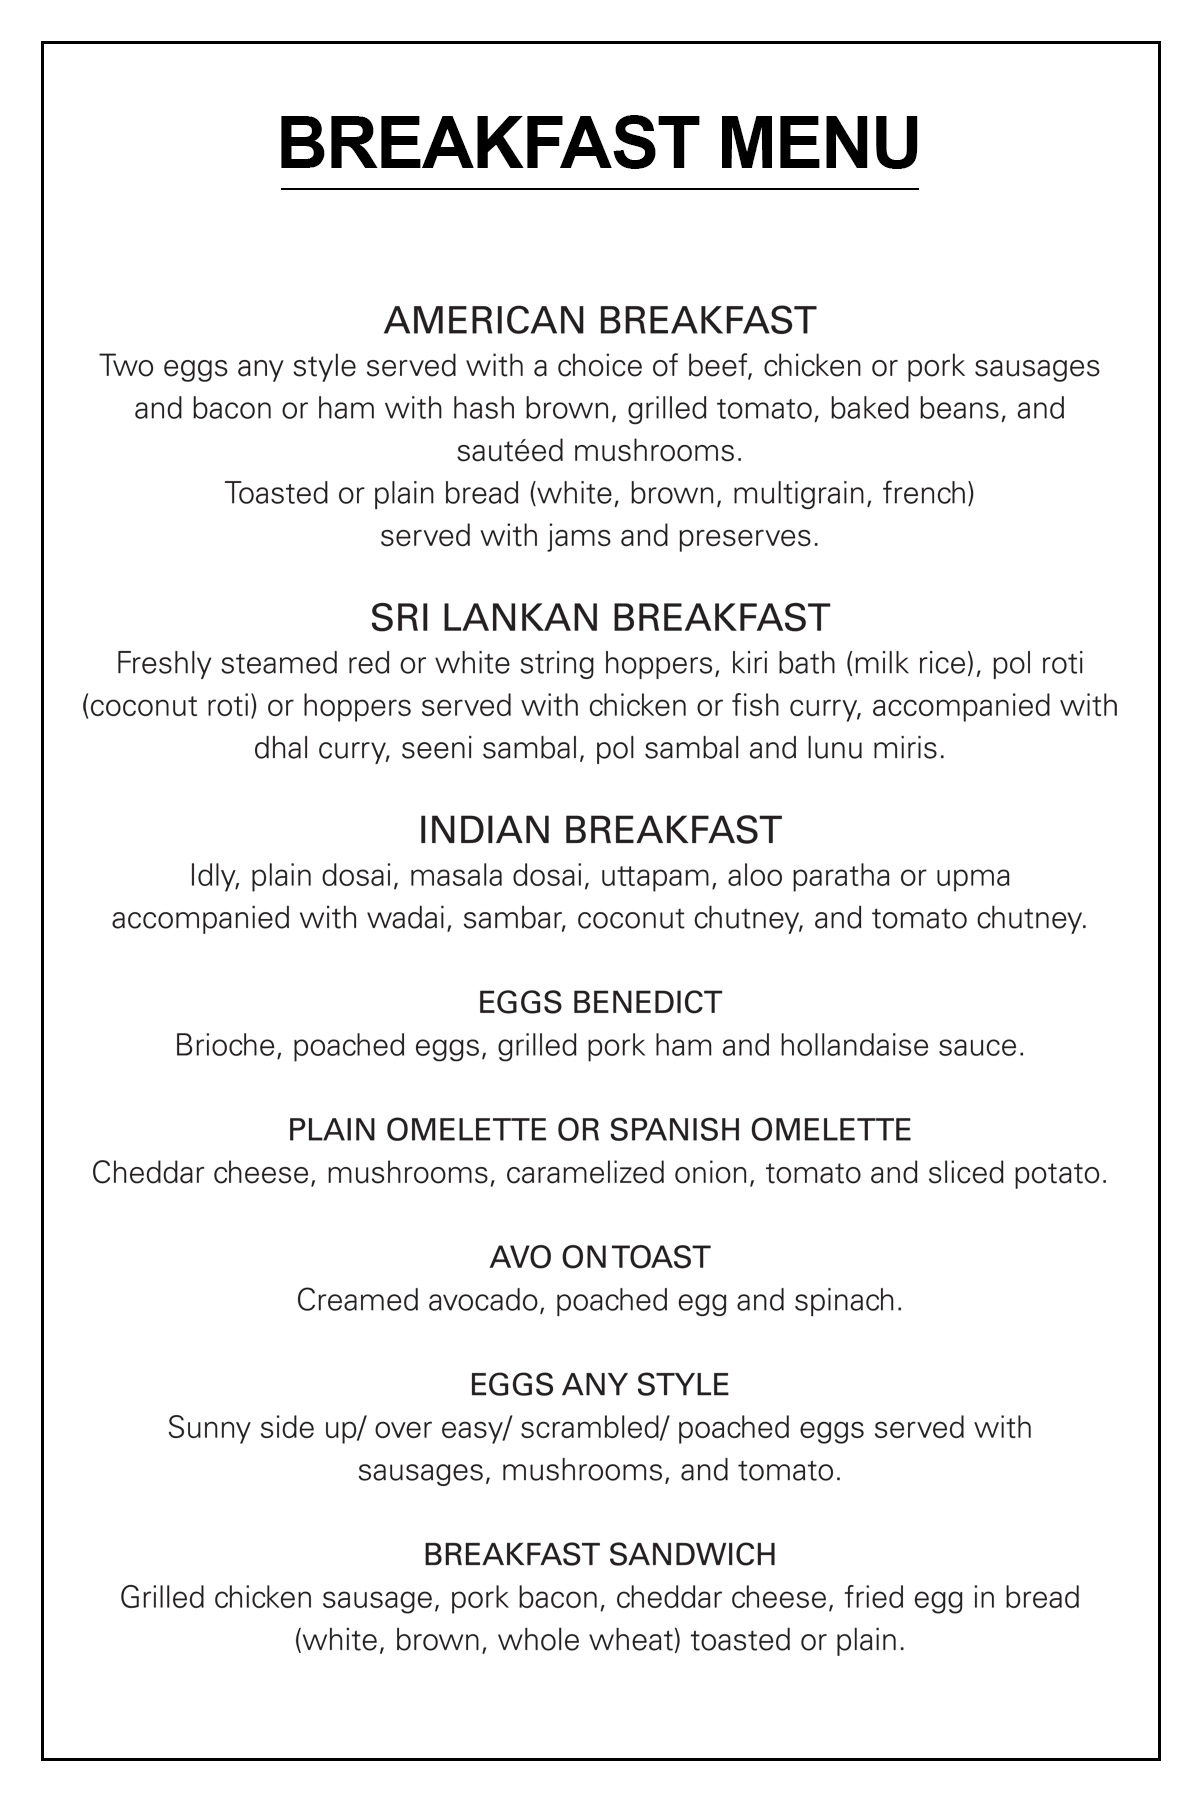 BREAKFAST MENU
AMERICAN BREAKFAST
Two eggs any style served with a choice of beef, chicken or pork sausages
and bacon or ham with hash brown, grilled tomato, baked beans, and
sautéed mushrooms.
Toasted or plain bread (white, brown, multigrain, french)
served with jams and preserves.
SRI LANKAN BREAKFAST
Freshly steamed red or white string hoppers, kiri bath (milk rice), pol roti
(coconut roti) or hoppers served with chicken or fish curry, accompanied with
dhal curry, seeni sambal, pol sambal and lunu miris.
INDIAN BREAKFAST
Idly, plain dosai, masala dosai, uttapam, aloo paratha or upma
accompanied with wadai, sambar, coconut chutney, and tomato chutney.
EGGS BENEDICT
Brioche, poached eggs, grilled pork ham and hollandaise sauce.
PLAIN OMELETTE OR SPANISH OMELETTE
Cheddar cheese, mushrooms, caramelized onion, tomato and sliced potato.
AVO ON TOAST
Creamed avocado, poached egg and spinach.
EGGS ANY STYLE
Sunny side up/ over easy/ scrambled/ poached eggs served with
sausages, mushrooms, and tomato.
BREAKFAST SANDWICH
Grilled chicken sausage, pork bacon, cheddar cheese, fried egg in bread
(white, brown, whole wheat) toasted or plain.